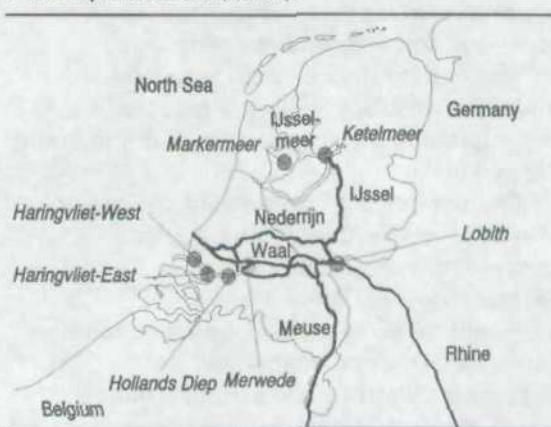 North Sea
Germany
IJssel-
meer
Ketelmeer
Markermeer
IJssel
Haringvliet-West
Nederrijn
Lobith
Waal
Haringvliet-East
Meuse
Rhine
Hollands Diep
Merwede
Belgium